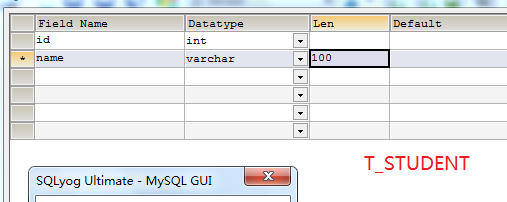 Field Name Datatype Len Default
id int
* name varchar 100
T_STUDENT
SQLyog Ultimate - MySQL GUI